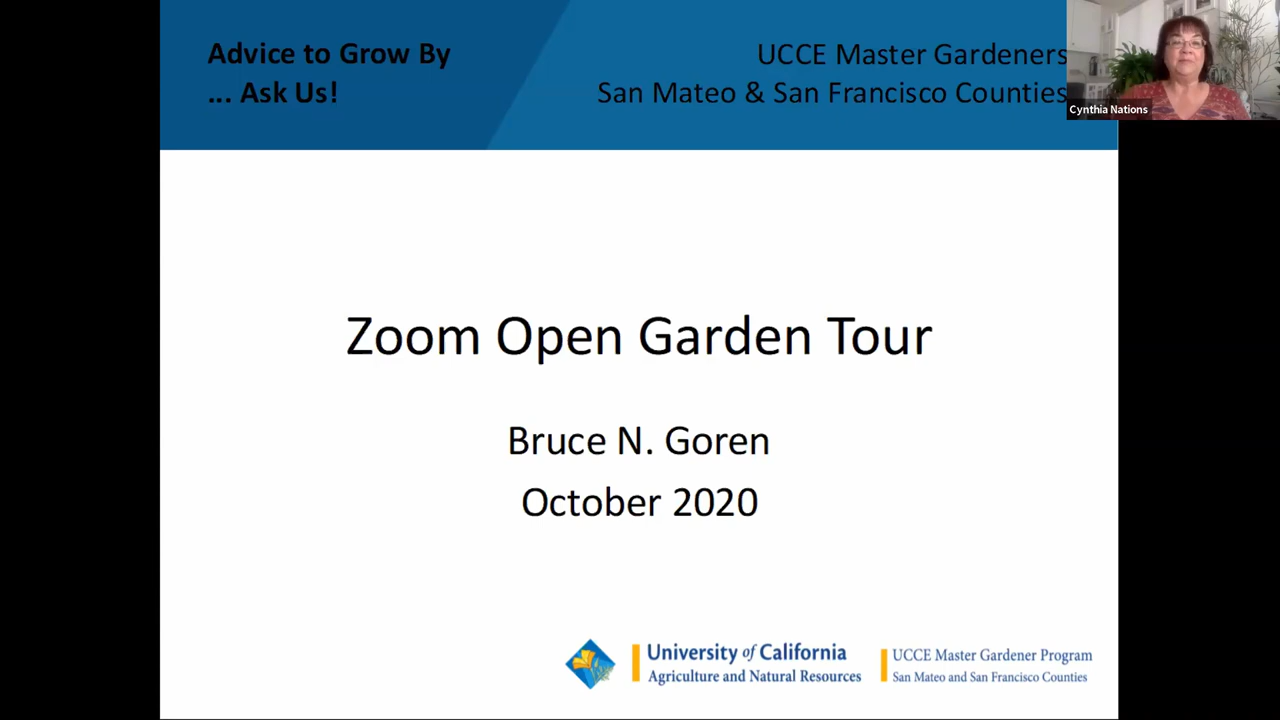 Advice to Grow By
... Ask Us!
UCCE Master Gardeners
San Mateo & San Francisco Counties
Cynthia Nations
Zoom Open Garden Tour
Bruce N. Goren
October 2020
University of California
Agriculture and Natural Resources
UCCE Master Gardener Program
San Mateo and San Francisco Counties